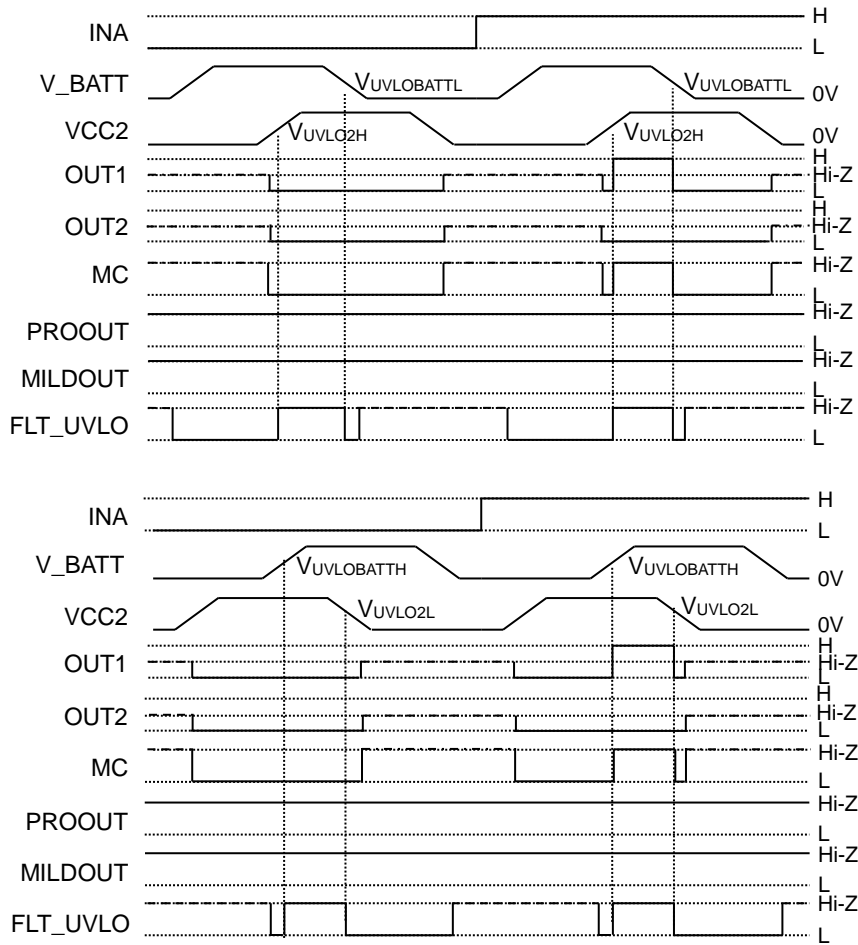 INA H
L
V_BATT VUVLOBATTL VUVLOBATTL 0V
VCC2 VUVLO2H VUVLO2H 0V
H
OUT1 Hi-Z
L
H
OUT2 Hi-Z
L
Hi-Z
MC
L
Hi-Z
PROOUT
L
Hi-Z
MILDOUT
L
Hi-Z
FLT_UVLO
L
INA H
L
V_BATT VUVLOBATTH VUVLOBATTH 0V
VCC2 VUVLO2L VUVLO2L 0V
H
OUT1 Hi-Z
L
H
OUT2 Hi-Z
L
Hi-Z
MC
L
Hi-Z
PROOUT
L
Hi-Z
MILDOUT
L
Hi-Z
FLT_UVLO
L